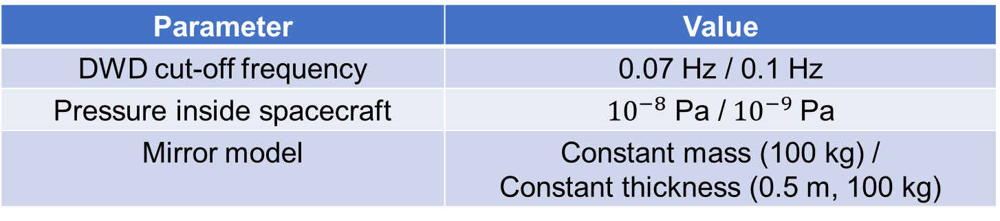 Parameter Value
DWD cut-off frequency 0.07 Hz / 0.1 Hz
Pressure inside spacecraft 10⁻⁸ Pa / 10⁻⁹ Pa
Mirror model Constant mass (100 kg) /
Constant thickness (0.5 m, 100 kg)